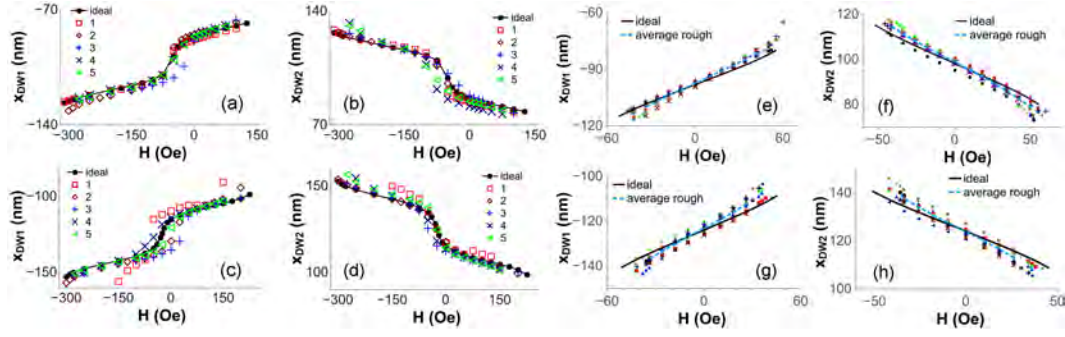 −70
x_DW1 (nm)
−140
ideal
1
2
3
4
5
(a)
−300 −150 0 150
H (Oe)
140
x_DW2 (nm)
70
ideal
1
2
3
4
5
(b)
−300 −150 0 150
H (Oe)
−60
−80
−100
−120
x_DW1 (nm)
ideal
average rough
(e)
−60 0 60
H (Oe)
120
100
80
x_DW2 (nm)
ideal
average rough
(f)
−50 0 50
H (Oe)
−100
x_DW1 (nm)
−150
ideal
1
2
3
4
5
(c)
−300 −150 0 150
H (Oe)
150
x_DW2 (nm)
100
ideal
1
2
3
4
5
(d)
−300 −150 0 150
H (Oe)
−100
−120
−140
x_DW1 (nm)
ideal
average rough
(g)
−60 0 60
H (Oe)
140
120
100
x_DW2 (nm)
ideal
average rough
(h)
−50 0 50
H (Oe)